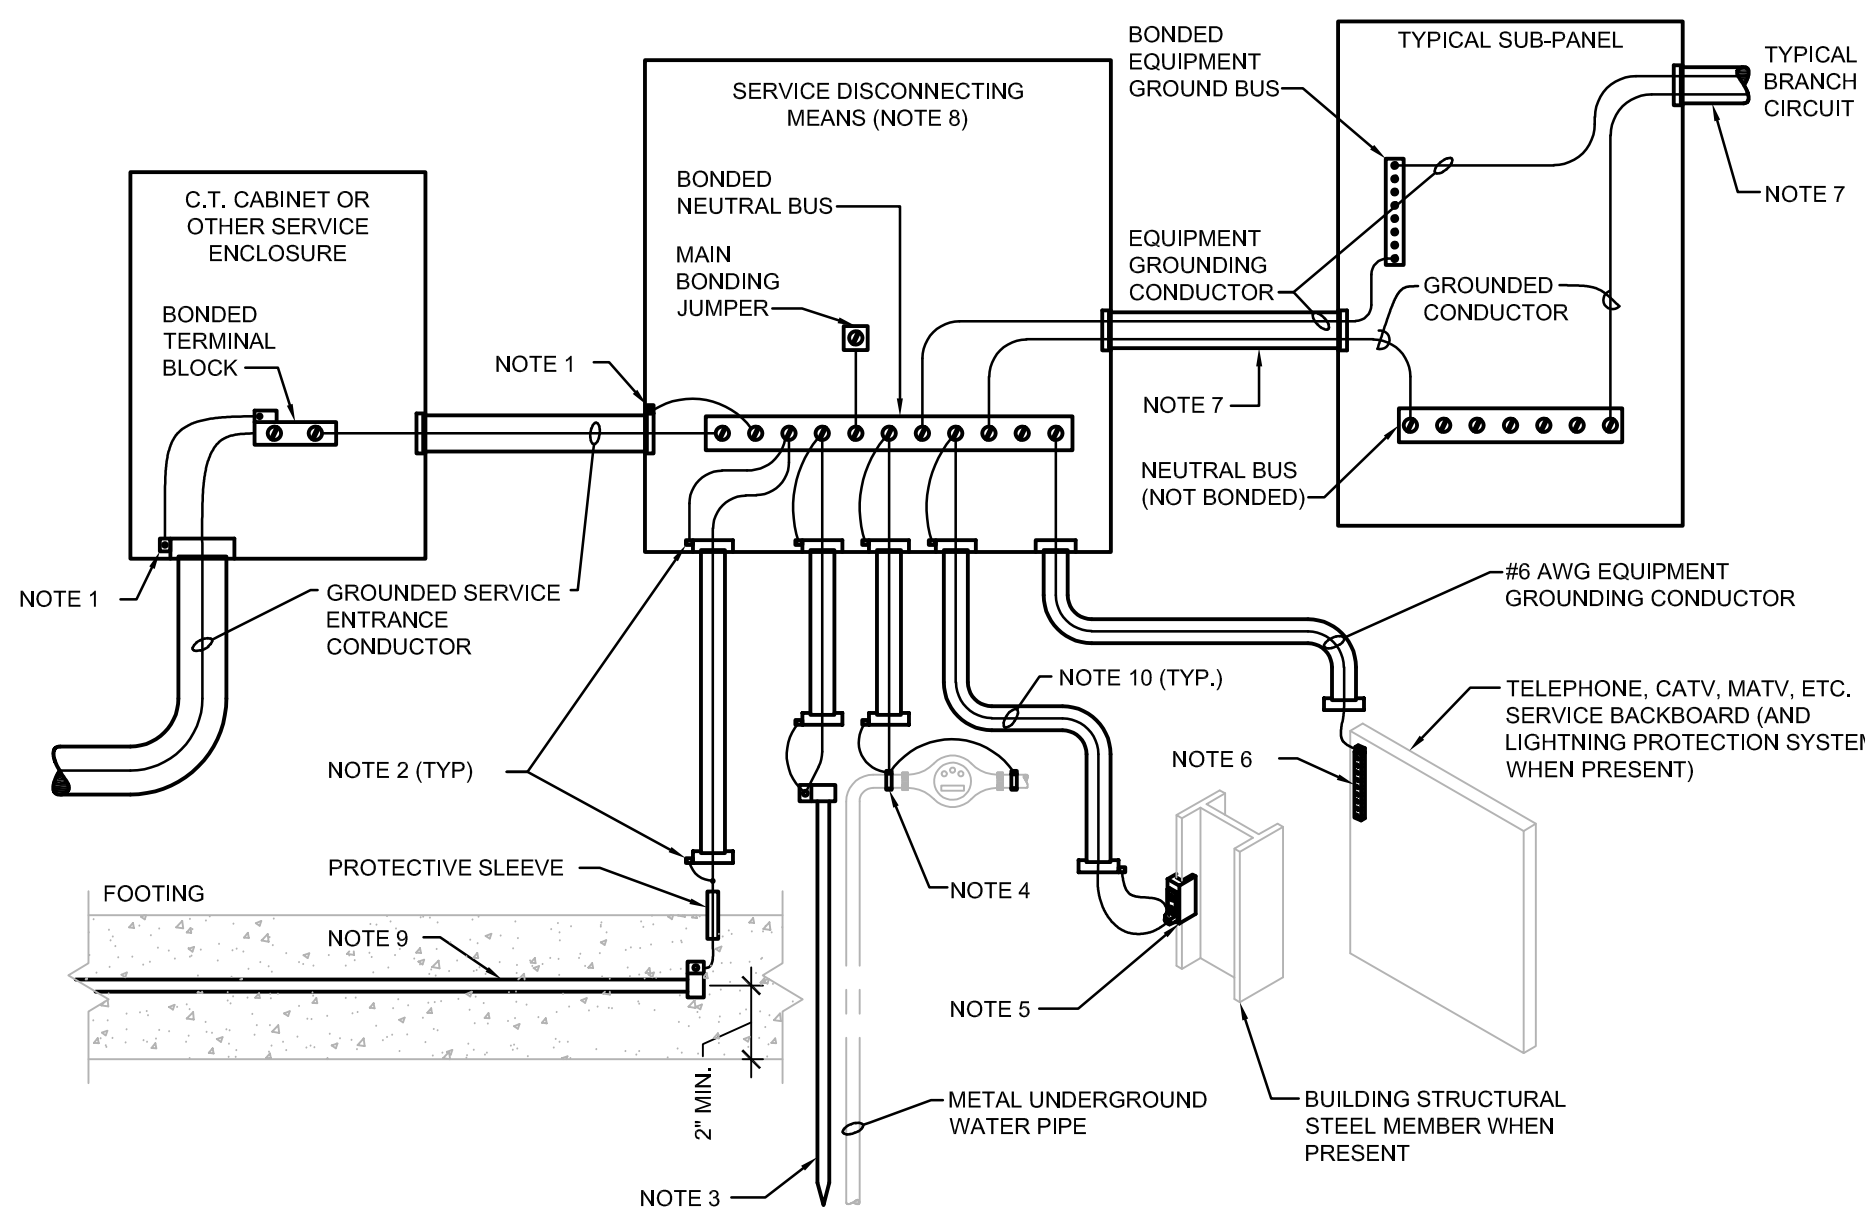 BONDED
EQUIPMENT
GROUND BUS
TYPICAL SUB-PANEL
TYPICAL
BRANCH
CIRCUIT
NOTE 7
SERVICE DISCONNECTING
MEANS (NOTE 8)
C.T. CABINET OR
OTHER SERVICE
ENCLOSURE
BONDED
NEUTRAL BUS
MAIN
BONDING
JUMPER
EQUIPMENT
GROUNDING
CONDUCTOR
GROUNDED
CONDUCTOR
BONDED
TERMINAL
BLOCK
NOTE 1
NOTE 7
NEUTRAL BUS
(NOT BONDED)
NOTE 1
GROUNDED SERVICE
ENTRANCE
CONDUCTOR
#6 AWG EQUIPMENT
GROUNDING CONDUCTOR
NOTE 10 (TYP.)
TELEPHONE, CATV, MATV, ETC.
SERVICE BACKBOARD (AND
LIGHTNING PROTECTION SYSTEM
WHEN PRESENT)
NOTE 6
NOTE 2 (TYP)
PROTECTIVE SLEEVE
FOOTING
NOTE 4
NOTE 9
NOTE 5
2" MIN.
METAL UNDERGROUND
WATER PIPE
BUILDING STRUCTURAL
STEEL MEMBER WHEN
PRESENT
NOTE 3